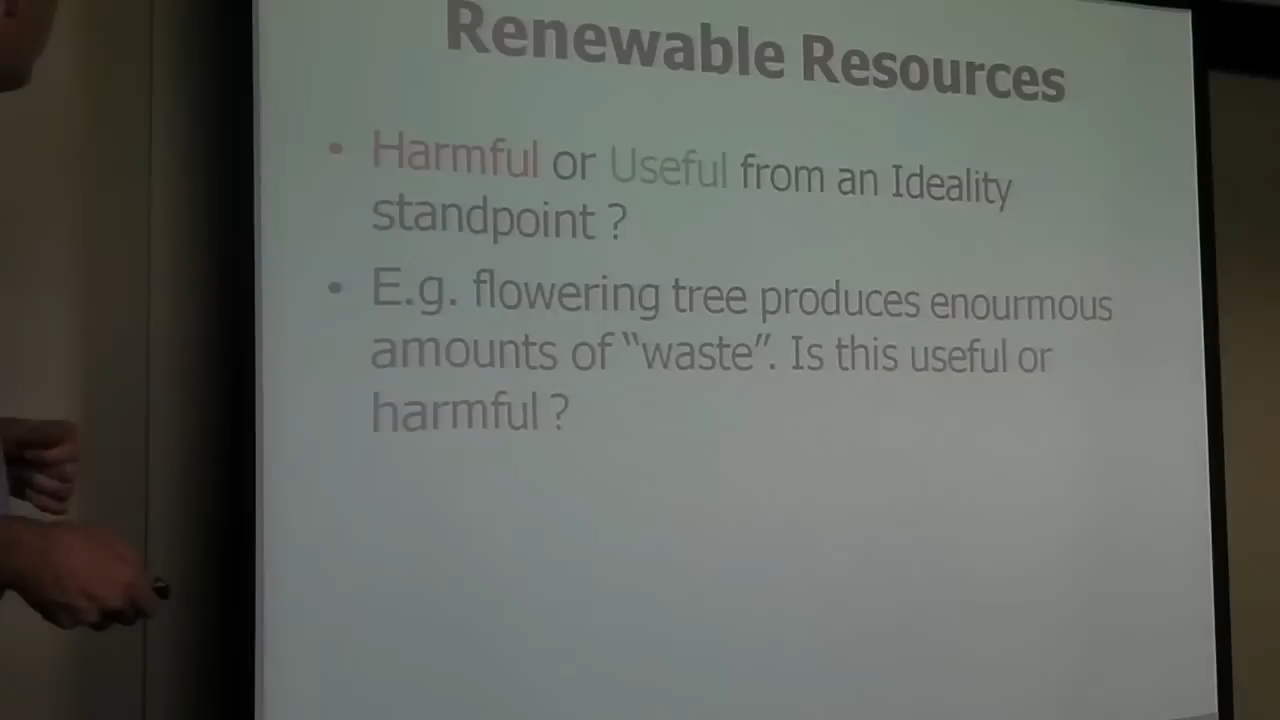 Renewable Resources
• Harmful or Useful from an Ideality
standpoint ?
• E.g. flowering tree produces enourmous
amounts of “waste”. Is this useful or
harmful ?